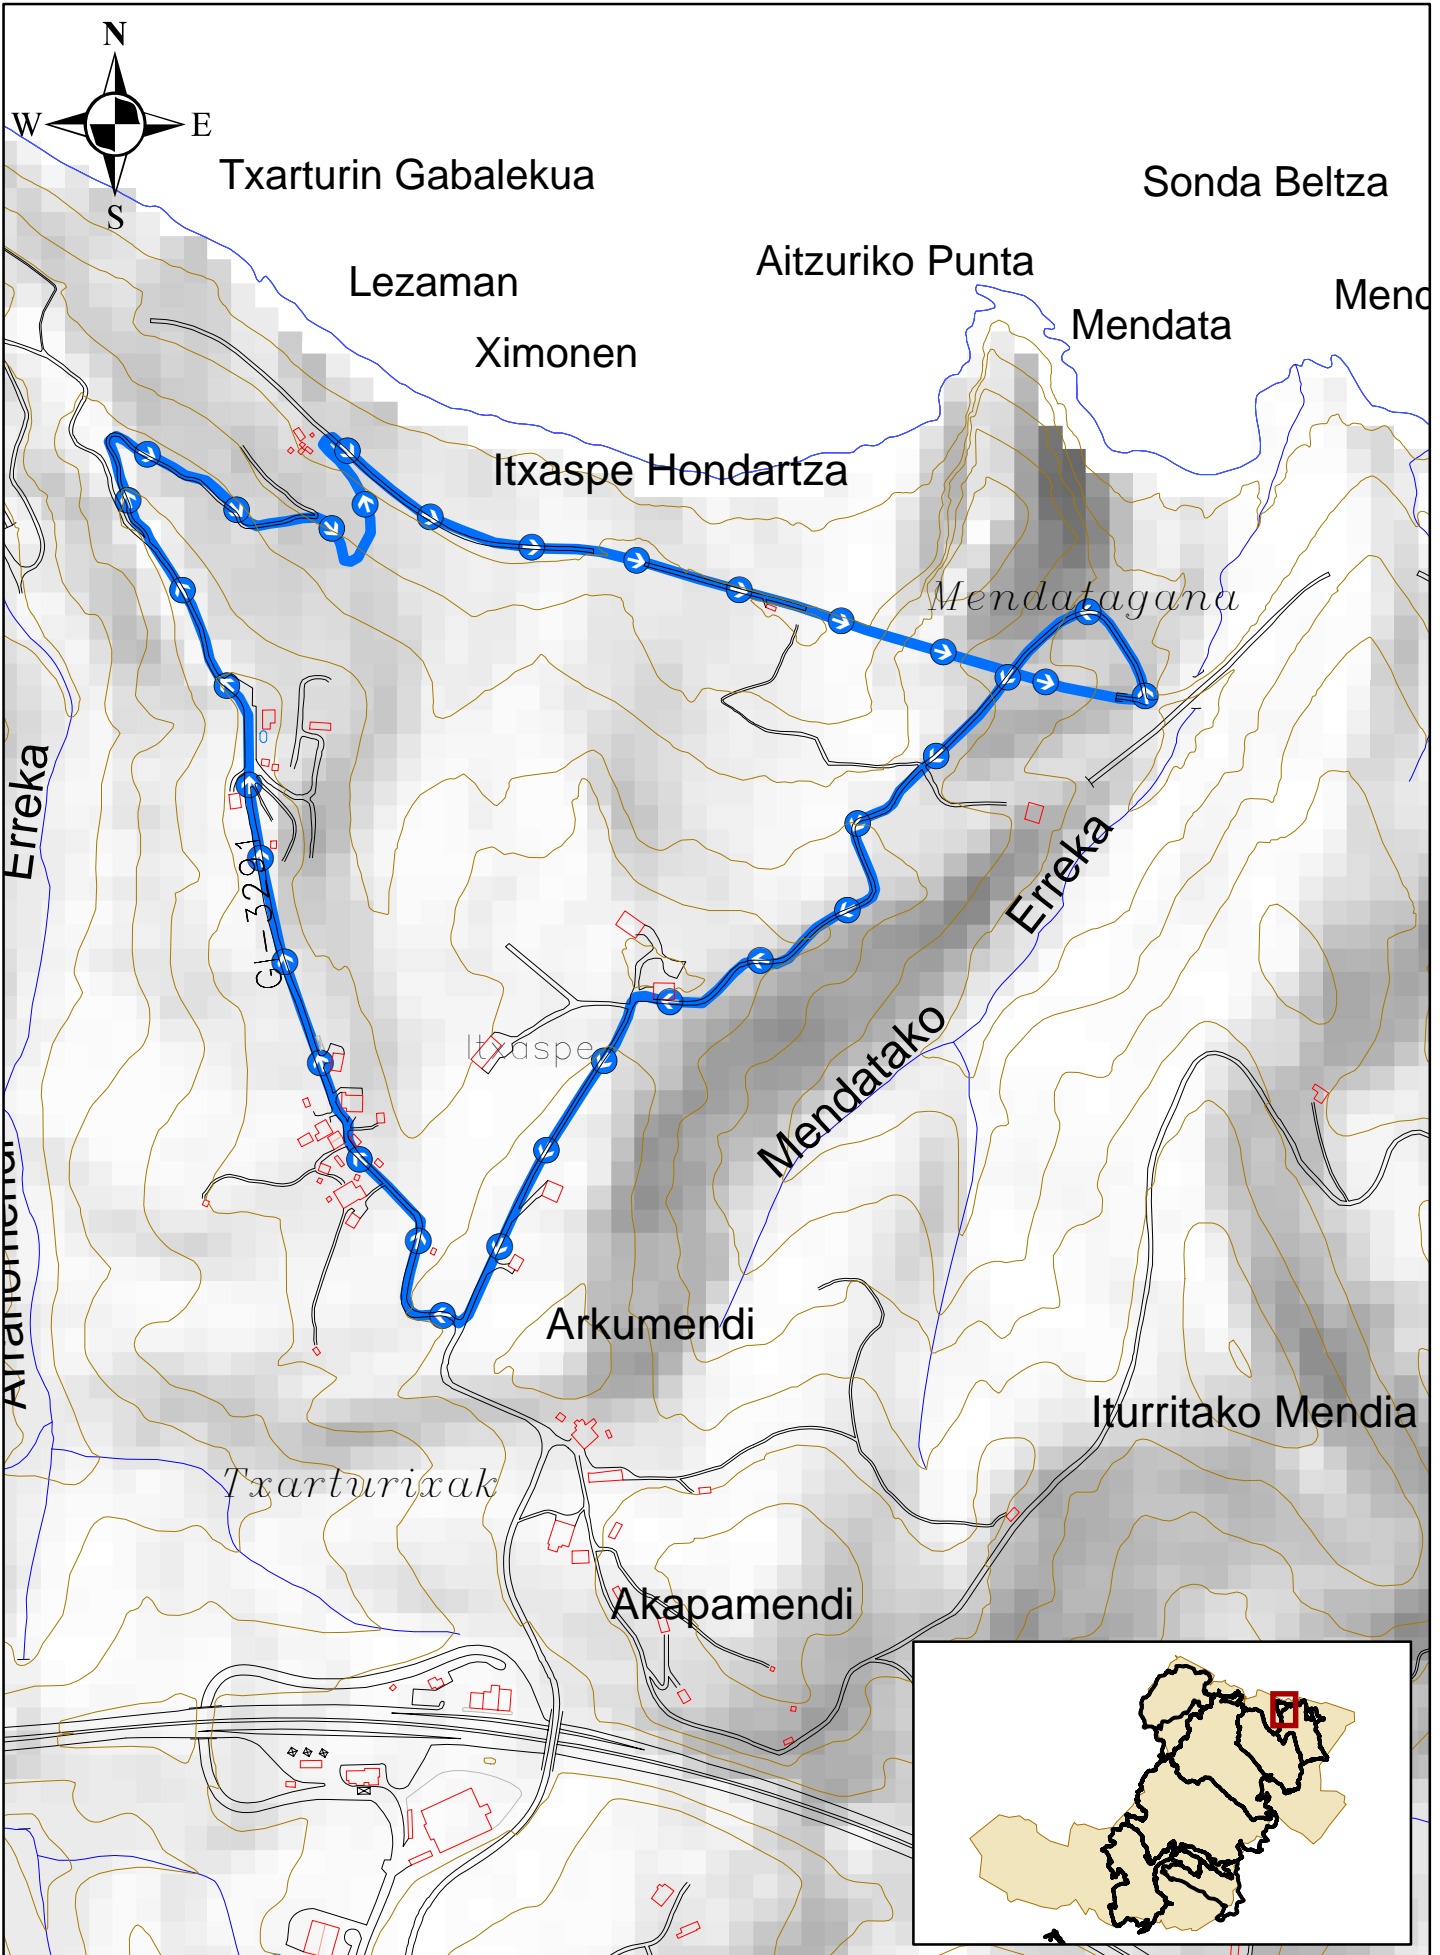 N
W E
S
Txarturin Gabalekua
Sonda Beltza
Aitzuriko Punta
Lezaman
Mend
Mendata
Ximonen
Itxaspe Hondartza
Mendatagana
Erreka
GI-3291
Erreka
Mendatako
Itxaspe
Arkumendi
Iturritako Mendia
Txarturixak
Akapamendi